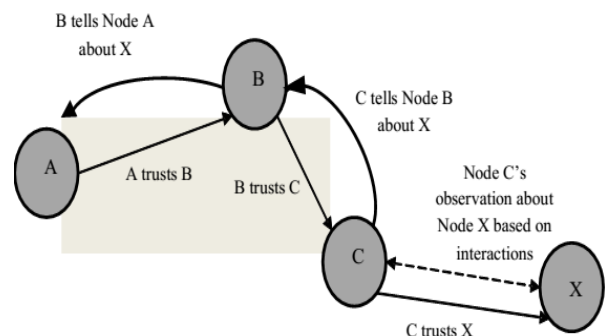 B tells Node A
about X
B
C tells Node B
about X
A
A trusts B
B trusts C
Node C's
observation about
Node X based on
interactions
C
X
C trusts X